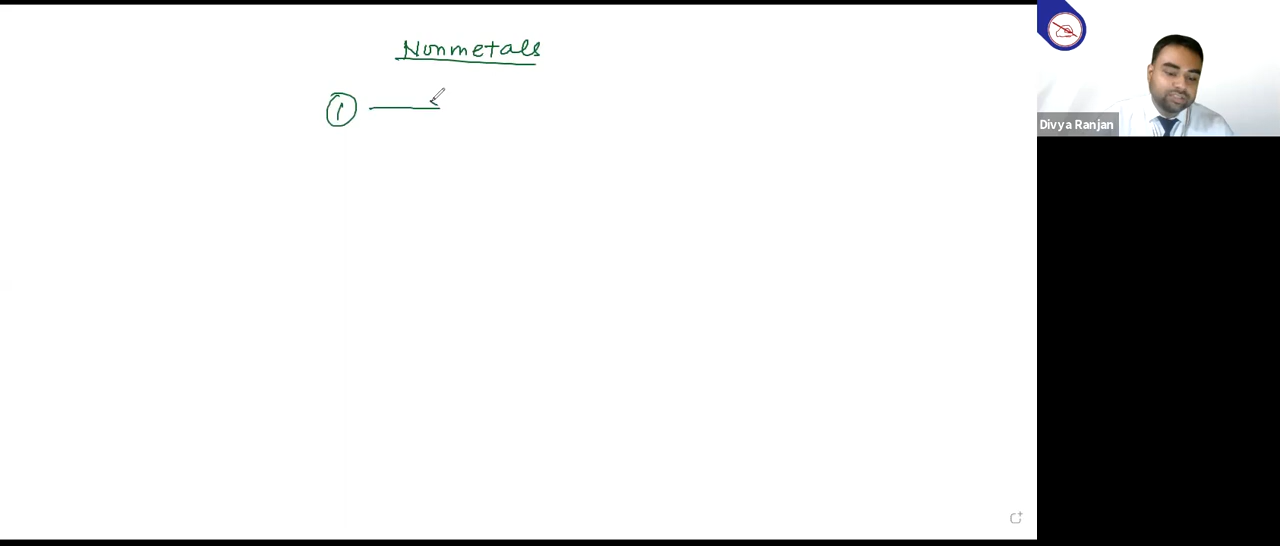 Nonmetals
① —
Divya Ranjan